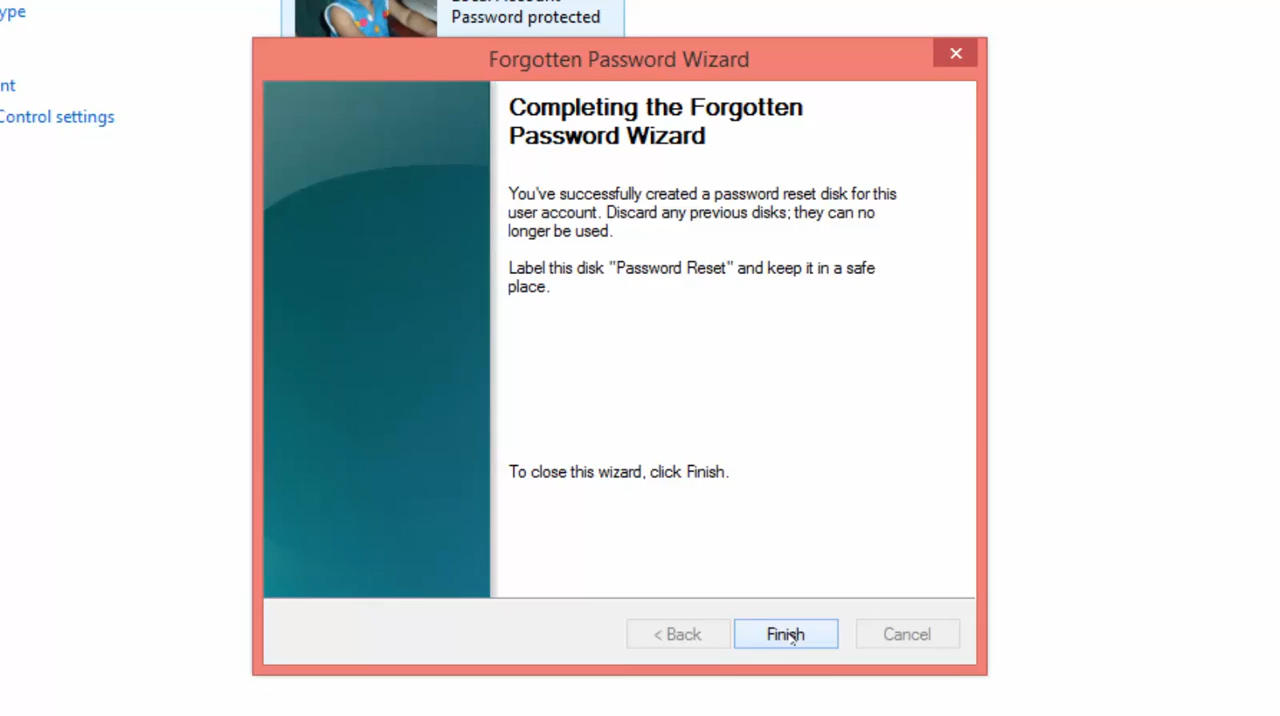 ype
Password protected
nt
Control settings
Forgotten Password Wizard
Completing the Forgotten
Password Wizard
You've successfully created a password reset disk for this
user account. Discard any previous disks; they can no
longer be used.
Label this disk "Password Reset" and keep it in a safe
place.
To close this wizard, click Finish.
< Back
Finish
Cancel